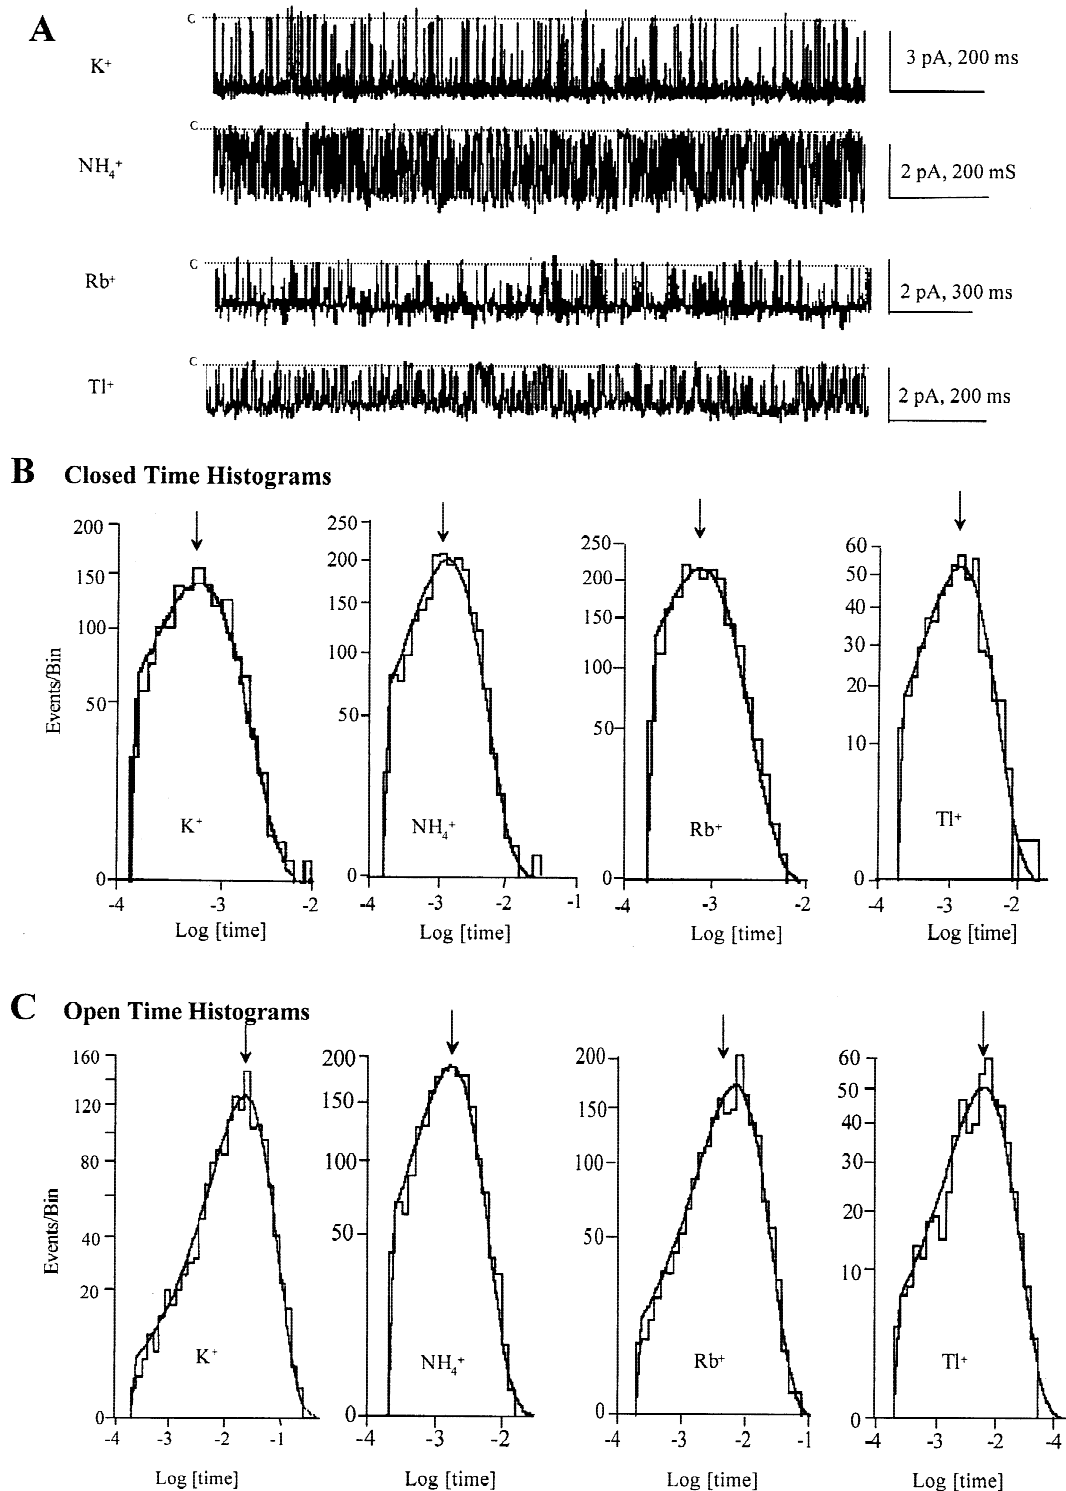 A
C
K+
3 pA, 200 ms
C
NH4+
2 pA, 200 mS
C
Rb+
2 pA, 300 ms
C
Tl+
2 pA, 200 ms
B Closed Time Histograms
Events/Bin
200
150
100
50
0
K+
-4 -3 -2
Log [time]
250
200
150
100
50
0
NH4+
-4 -3 -2 -1
Log [time]
250
200
150
100
50
0
Rb+
-4 -3 -2
Log [time]
60
50
40
30
20
10
0
Tl+
-4 -3 -2
Log [time]
C Open Time Histograms
Events/Bin
160
120
80
40
20
0
K+
-4 -3 -2 -1
Log [time]
200
150
100
50
0
NH4+
-4 -3 -2
Log [time]
200
150
100
50
0
Rb+
-4 -3 -2 -1
Log [time]
60
50
40
30
20
10
0
Tl+
-4 -3 -2 -4
Log [time]